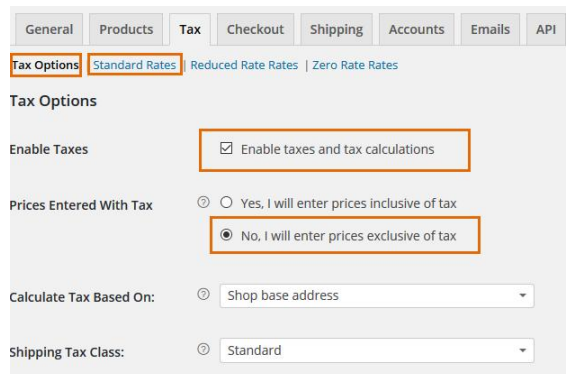 General Products Tax Checkout Shipping Accounts Emails API
Tax Options | Standard Rates | Reduced Rate Rates | Zero Rate Rates
Tax Options
Enable Taxes Enable taxes and tax calculations
Prices Entered With Tax Yes, I will enter prices inclusive of tax
No, I will enter prices exclusive of tax
Calculate Tax Based On: Shop base address
Shipping Tax Class: Standard